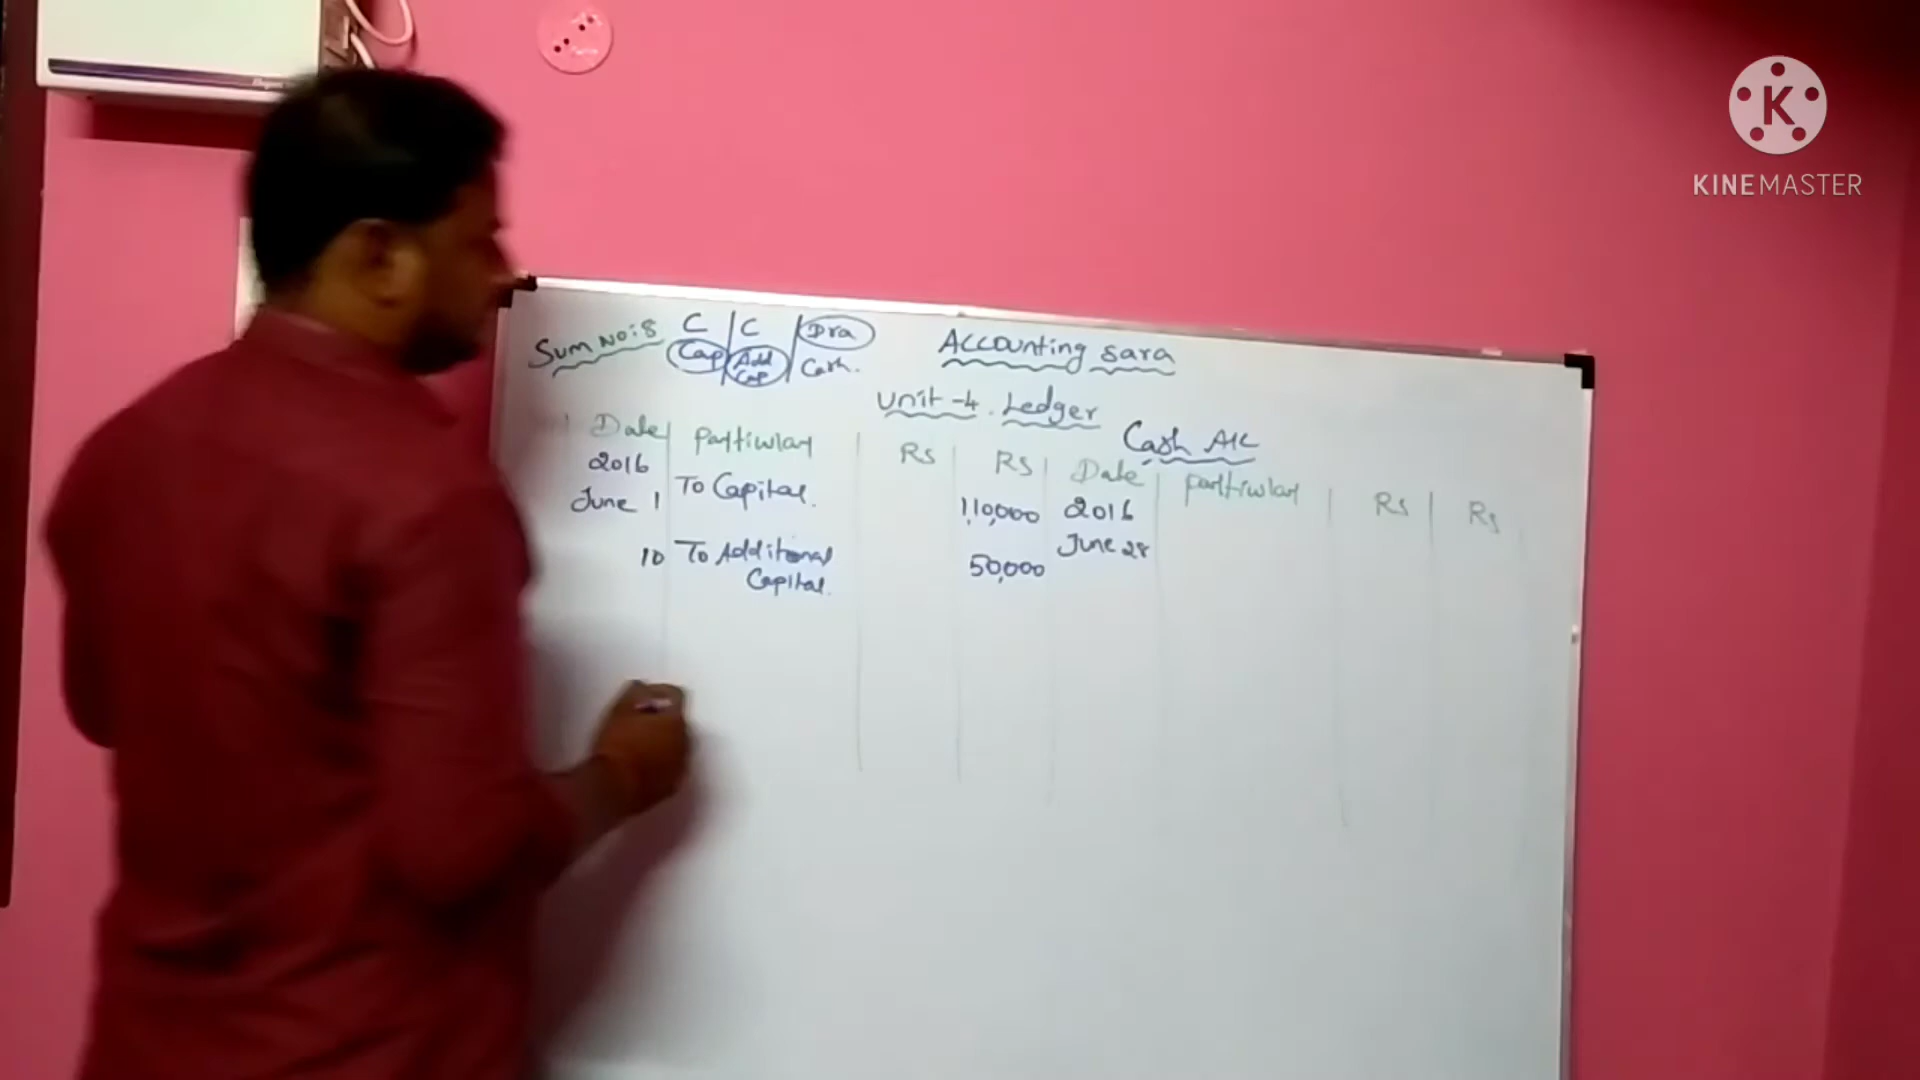 KINEMASTER
Sum No:8 C | C | Dra
Cap | Add Cap | Cash.
Accounting Sara
Unit-4. Ledger
Cash A/c
Date Particular Rs Rs Date Particular Rs Rs
2016 To Capital. 1,10,000 2016
June 1 June 28
10 To Additional 50,000
Capital.